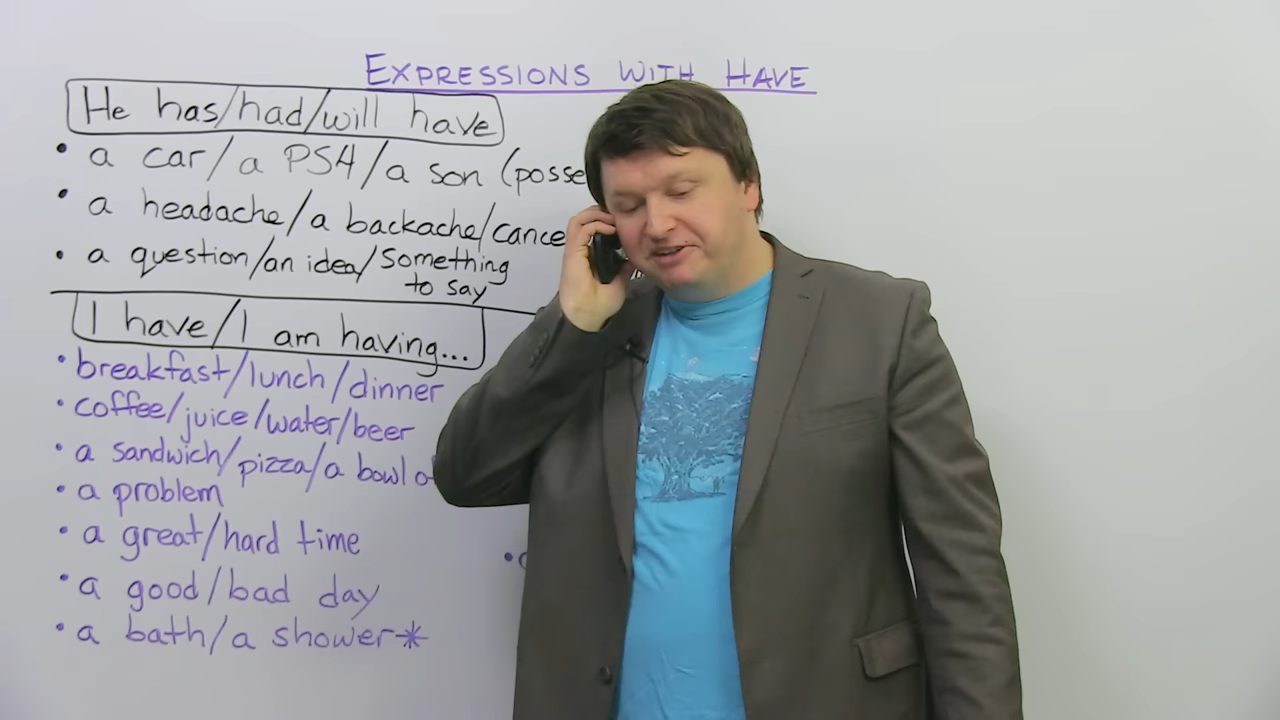 EXPRESSIONS WITH HAVE
He has/had/will have
• a car/a PS4/a son (posse
• a headache/a backache/cance
• a question/an idea/something
to say
I have/I am having...
• breakfast/lunch/dinner
• coffee/juice/water/beer
• a sandwich/pizza/a bowl o
• a problem
• a great/hard time
• a good/bad day
• a bath/a shower*